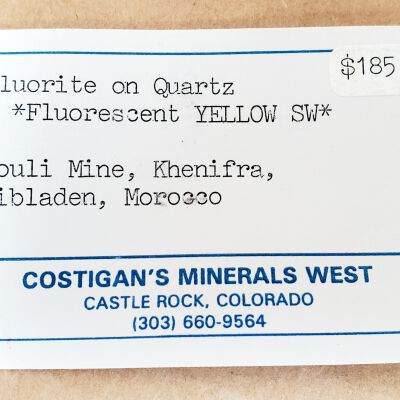 luorite on Quartz
$185
*Fluorescent YELLOW SW*
ouli Mine, Khenifra,
ibladen, Morocco
COSTIGAN'S MINERALS WEST
CASTLE ROCK, COLORADO
(303) 660-9564